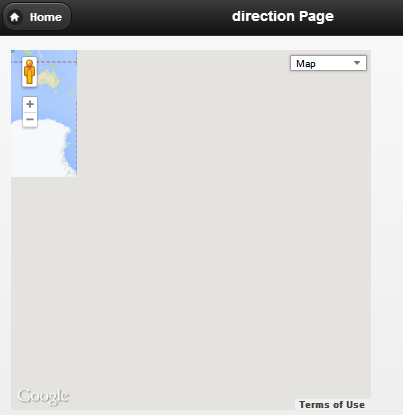 Home
direction Page
Map
+
−
Google
Terms of Use